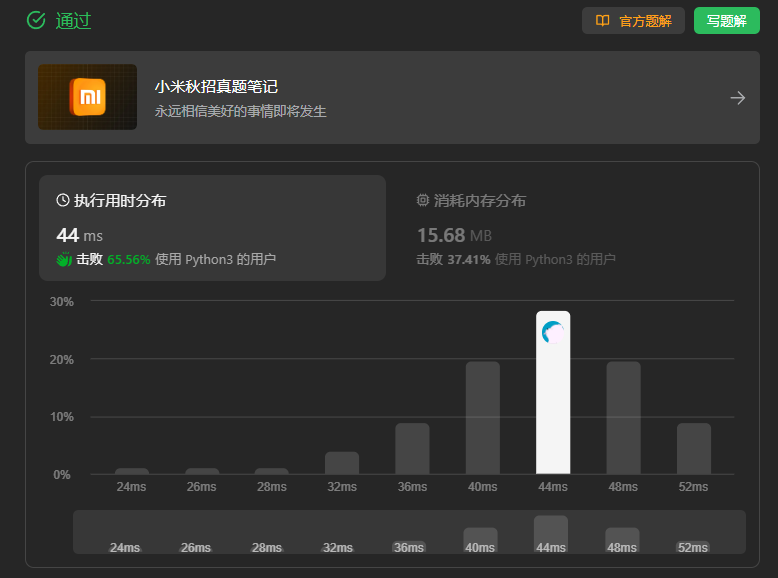 通过
官方题解 写题解
小米秋招真题笔记
永远相信美好的事情即将发生
执行用时分布
44 ms
击败 65.56% 使用 Python3 的用户
消耗内存分布
15.68 MB
击败 37.41% 使用 Python3 的用户
30%
20%
10%
0%
24ms 26ms 28ms 32ms 36ms 40ms 44ms 48ms 52ms
24ms 26ms 28ms 32ms 36ms 40ms 44ms 48ms 52ms